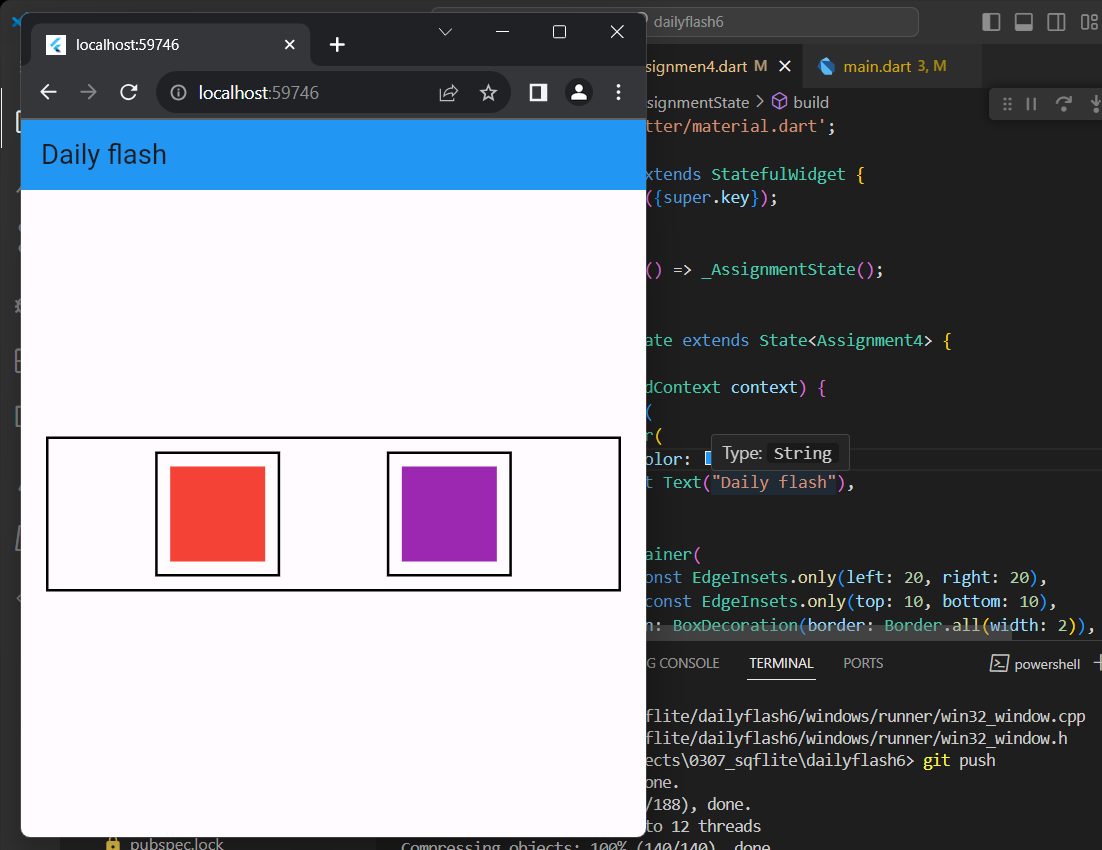 localhost:59746
dailyflash6
localhost:59746
Daily flash
signmen4.dart M
main.dart 3, M
signmentState > build
tter/material.dart';
xtends StatefulWidget {
({super.key});
() => _AssignmentState();
ate extends State<Assignment4> {
dContext context) {
(
r(
olor:
Type: String
t Text("Daily flash"),
ainer(
onst EdgeInsets.only(left: 20, right: 20),
const EdgeInsets.only(top: 10, bottom: 10),
n: BoxDecoration(border: Border.all(width: 2)),
G CONSOLE TERMINAL PORTS
powershell
flite/dailyflash6/windows/runner/win32_window.cpp
flite/dailyflash6/windows/runner/win32_window.h
ects\0307_sqflite\dailyflash6> git push
one.
/188), done.
to 12 threads
pubspec.lock
Compressing objects: 100% (140/140), done.